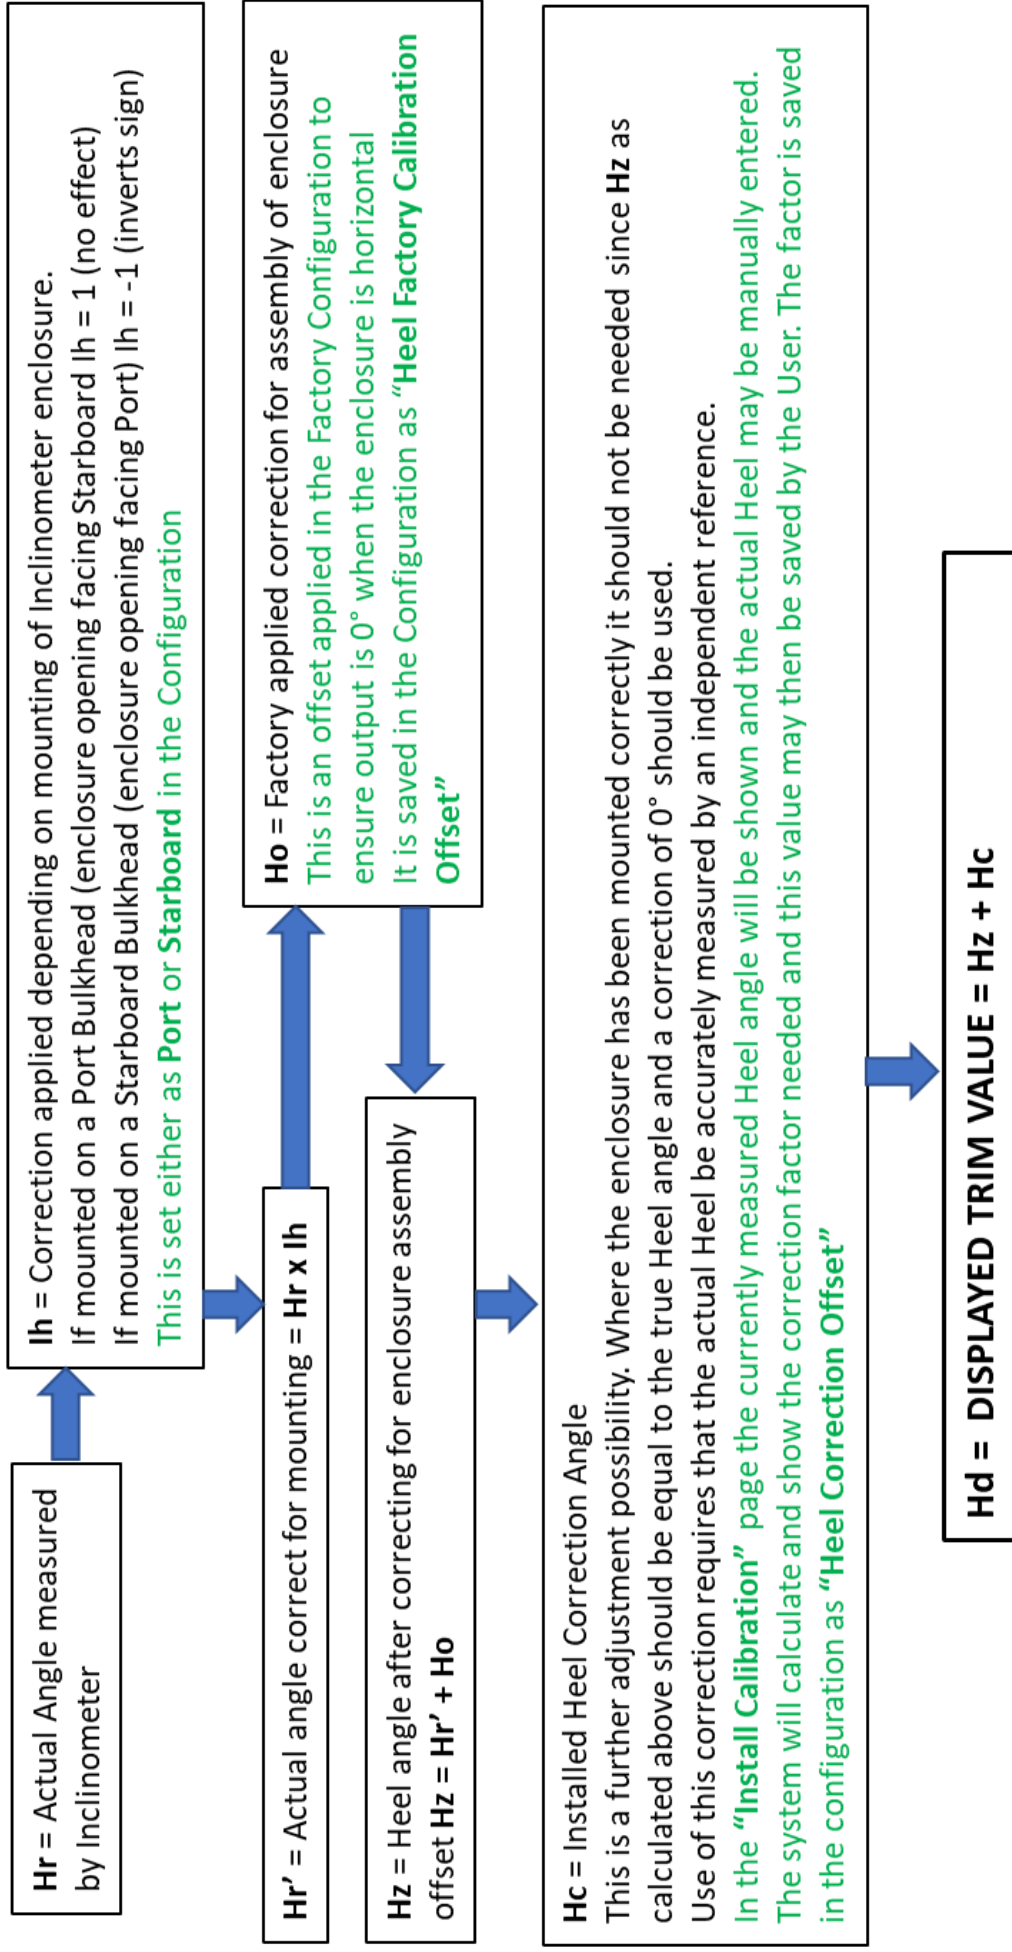 Hr = Actual Angle measured
by Inclinometer
Ih = Correction applied depending on mounting of Inclinometer enclosure.
If mounted on a Port Bulkhead (enclosure opening facing Starboard Ih = 1 (no effect)
If mounted on a Starboard Bulkhead (enclosure opening facing Port) Ih = -1 (inverts sign)
This is set either as Port or Starboard in the Configuration
Hr’ = Actual angle correct for mounting = Hr x Ih
Ho = Factory applied correction for assembly of enclosure
This is an offset applied in the Factory Configuration to
ensure output is 0° when the enclosure is horizontal
It is saved in the Configuration as “Heel Factory Calibration
Offset”
Hz = Heel angle after correcting for enclosure assembly
offset Hz = Hr’ + Ho
Hc = Installed Heel Correction Angle
This is a further adjustment possibility. Where the enclosure has been mounted correctly it should not be needed since Hz as
calculated above should be equal to the true Heel angle and a correction of 0° should be used.
Use of this correction requires that the actual Heel be accurately measured by an independent reference.
In the “Install Calibration” page the currently measured Heel angle will be shown and the actual Heel may be manually entered.
The system will calculate and show the correction factor needed and this value may then be saved by the User. The factor is saved
in the configuration as “Heel Correction Offset”
Hd = DISPLAYED TRIM VALUE = Hz + Hc